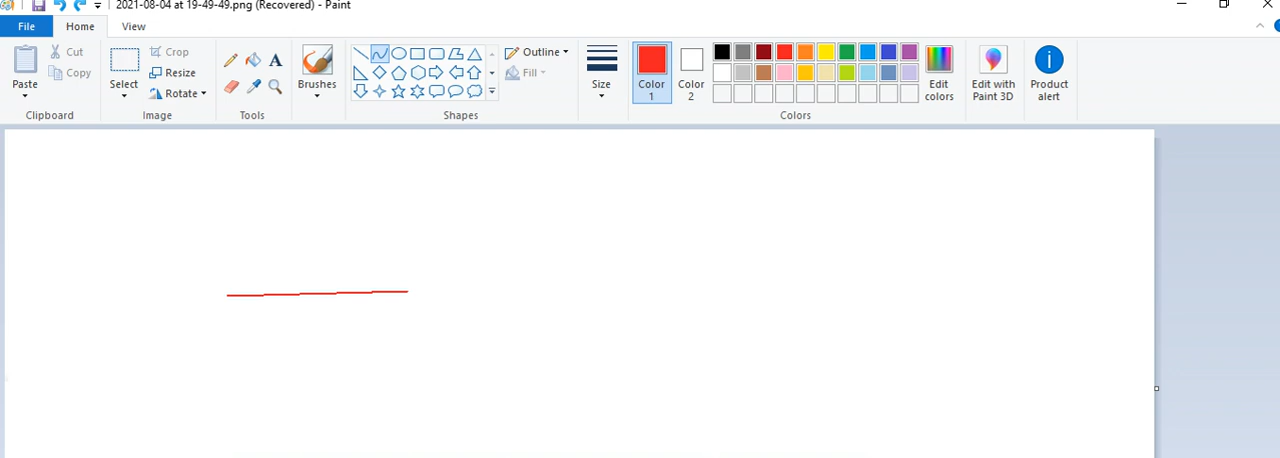 2021-08-04 at 19-49-49.png (Recovered) - Paint
File Home View
Paste
Cut
Copy
Clipboard
Select
Crop
Resize
Rotate
Image
Tools
Brushes
Shapes
Outline
Fill
Size
Color 1
Color 2
Colors
Edit colors
Edit with Paint 3D
Product alert